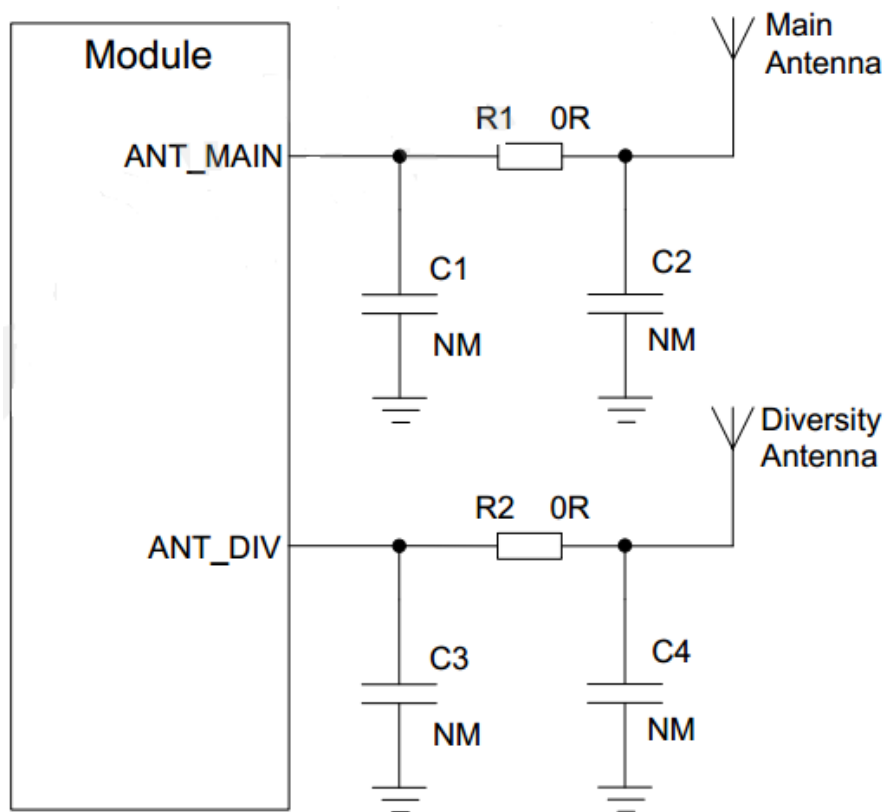 Module
Main
Antenna
R1 0R
ANT_MAIN
C1
C2
NM
NM
Diversity
Antenna
R2 0R
ANT_DIV
C3
C4
NM
NM